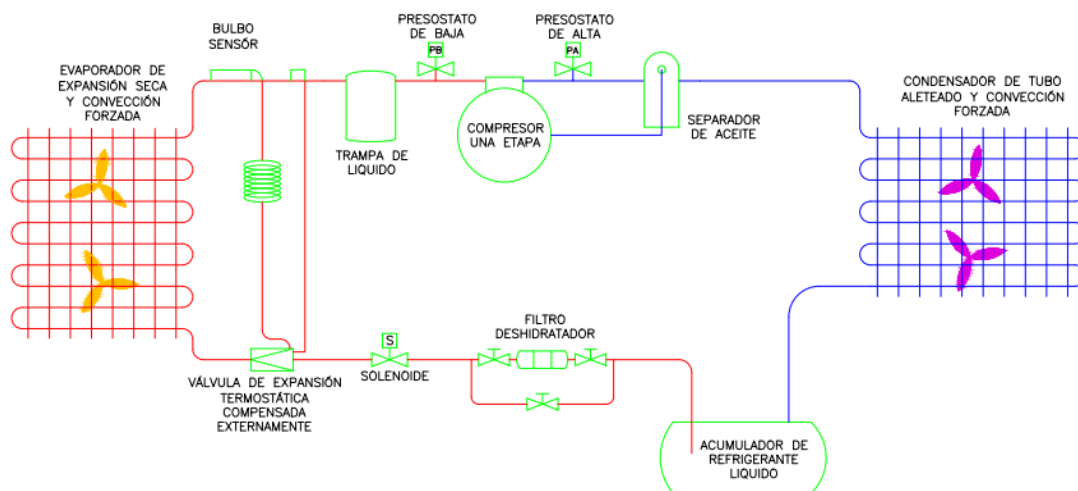 BULBO
SENSÓR
PRESOSTATO
DE BAJA
PB
PRESOSTATO
DE ALTA
PA
EVAPORADOR DE
EXPANSIÓN SECA
Y CONVECCIÓN
FORZADA
CONDENSADOR DE TUBO
ALETEADO Y CONVECCIÓN
FORZADA
COMPRESOR
UNA ETAPA
SEPARADOR
DE ACEITE
TRAMPA DE
LIQUIDO
FILTRO
DESHIDRATADOR
S
SOLENOIDE
VÁLVULA DE EXPANSIÓN
TERMOSTÁTICA
COMPENSADA
EXTERNAMENTE
ACUMULADOR DE
REFRIGERANTE
LIQUIDO